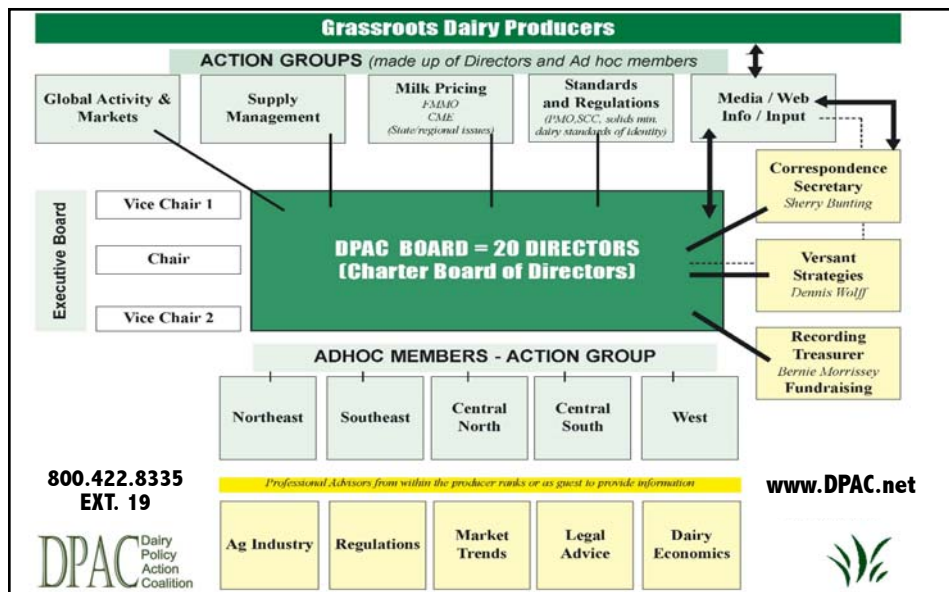 Grassroots Dairy Producers
ACTION GROUPS (made up of Directors and Ad hoc members
Global Activity &
Markets
Supply
Management
Milk Pricing
FMMO
CME
(State/regional issues)
Standards
and Regulations
(PMO,SCC, solids min.
dairy standards of identity)
Media / Web
Info / Input
Correspondence
Secretary
Sherry Bunting
Executive Board
Vice Chair 1
Chair
Vice Chair 2
DPAC BOARD = 20 DIRECTORS
(Charter Board of Directors)
Versant
Strategies
Dennis Wolff
Recording
Treasurer
Bernie Morrissey
Fundraising
ADHOC MEMBERS - ACTION GROUP
Northeast
Southeast
Central
North
Central
South
West
800.422.8335
EXT. 19
Professional Advisors from within the producer ranks or as guest to provide information
www.DPAC.net
Ag Industry
Regulations
Market
Trends
Legal
Advice
Dairy
Economics
DPAC
Dairy
Policy
Action
Coalition